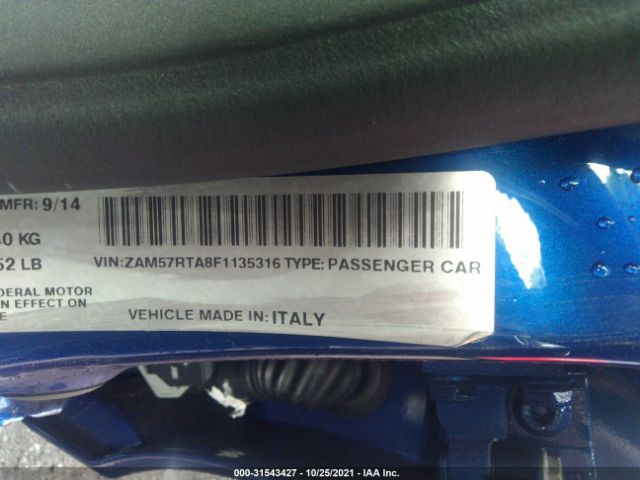 MFR: 9/14
0 KG
52 LB
VIN:ZAM57RTA8F1135316 TYPE: PASSENGER CAR
DERAL MOTOR
N EFFECT ON
E
VEHICLE MADE IN: ITALY
000-31543427 - 10/25/2021 - IAA Inc.